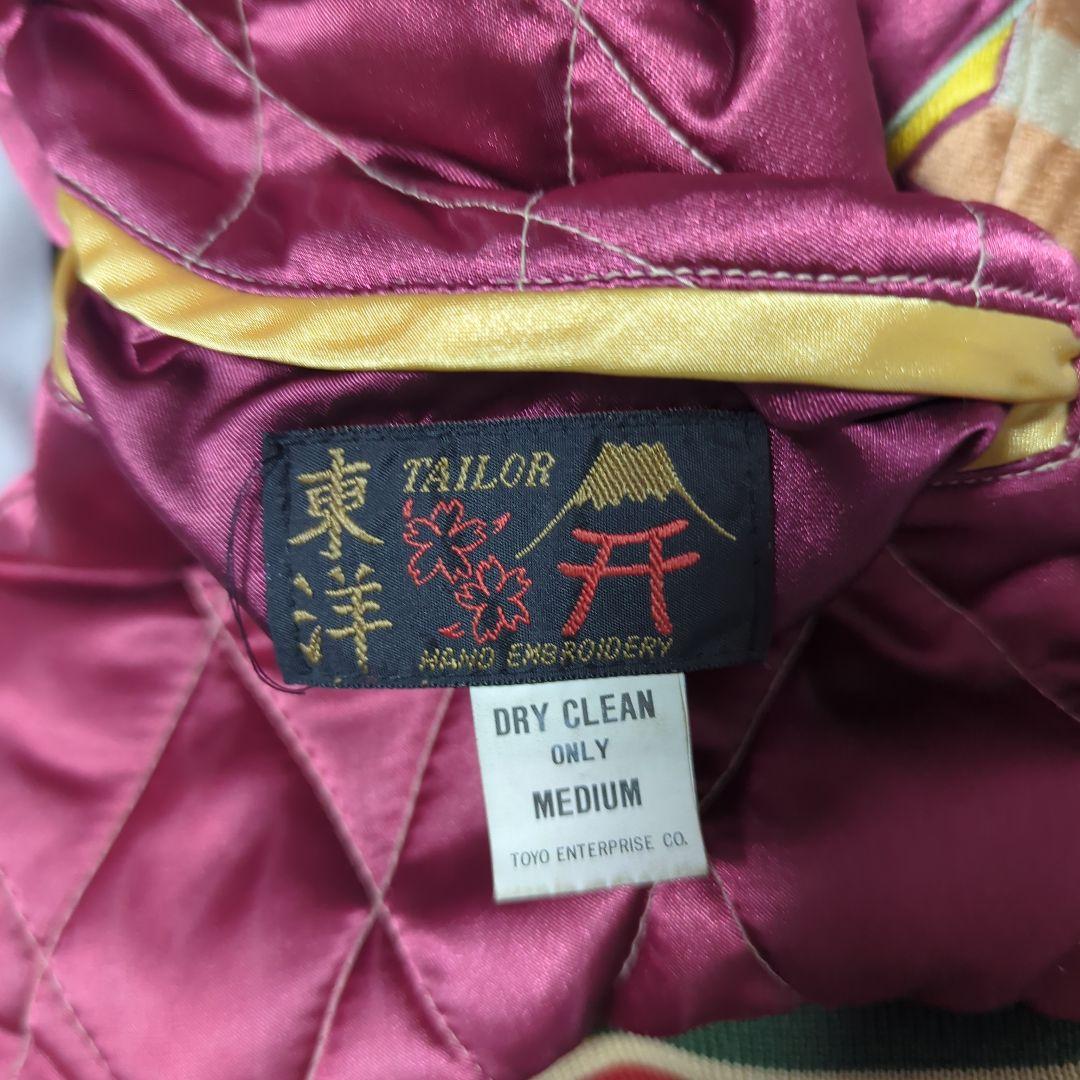 東洋
TAILOR
HAND EMBROIDERY
DRY CLEAN
ONLY
MEDIUM
TOYO ENTERPRISE CO.